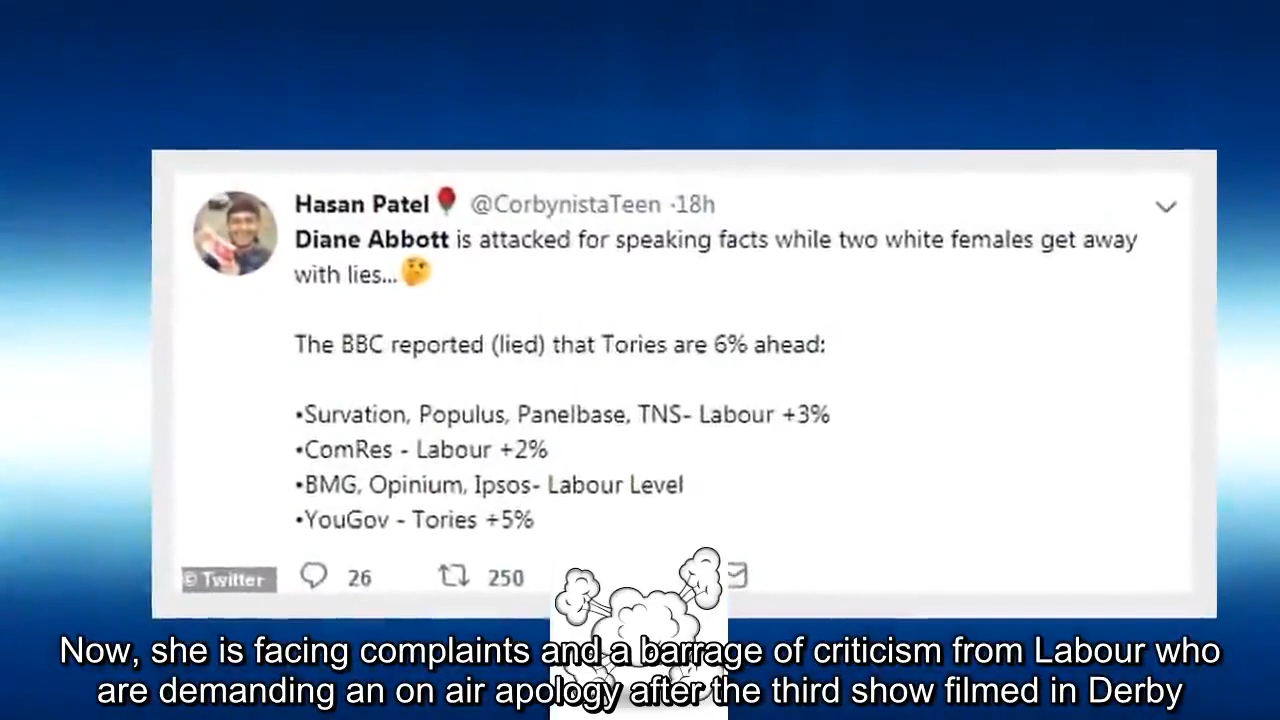 Hasan Patel🌹 @CorbynistaTeen ·18h
Diane Abbott is attacked for speaking facts while two white females get away
with lies...🤔
The BBC reported (lied) that Tories are 6% ahead:
•Survation, Populus, Panelbase, TNS- Labour +3%
•ComRes - Labour +2%
•BMG, Opinium, Ipsos- Labour Level
•YouGov - Tories +5%
© Twitter 26 250
Now, she is facing complaints and a barrage of criticism from Labour who
are demanding an on air apology after the third show filmed in Derby